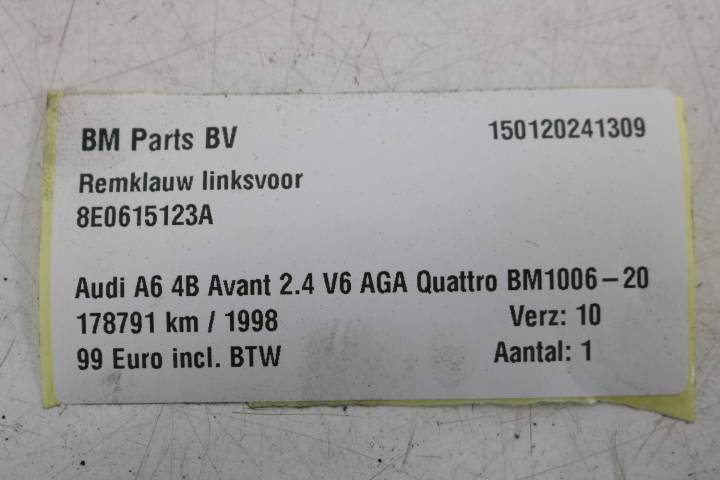 BM Parts BV 150120241309
Remklauw linksvoor
8E0615123A
Audi A6 4B Avant 2.4 V6 AGA Quattro BM1006-20
178791 km / 1998 Verz: 10
99 Euro incl. BTW Aantal: 1